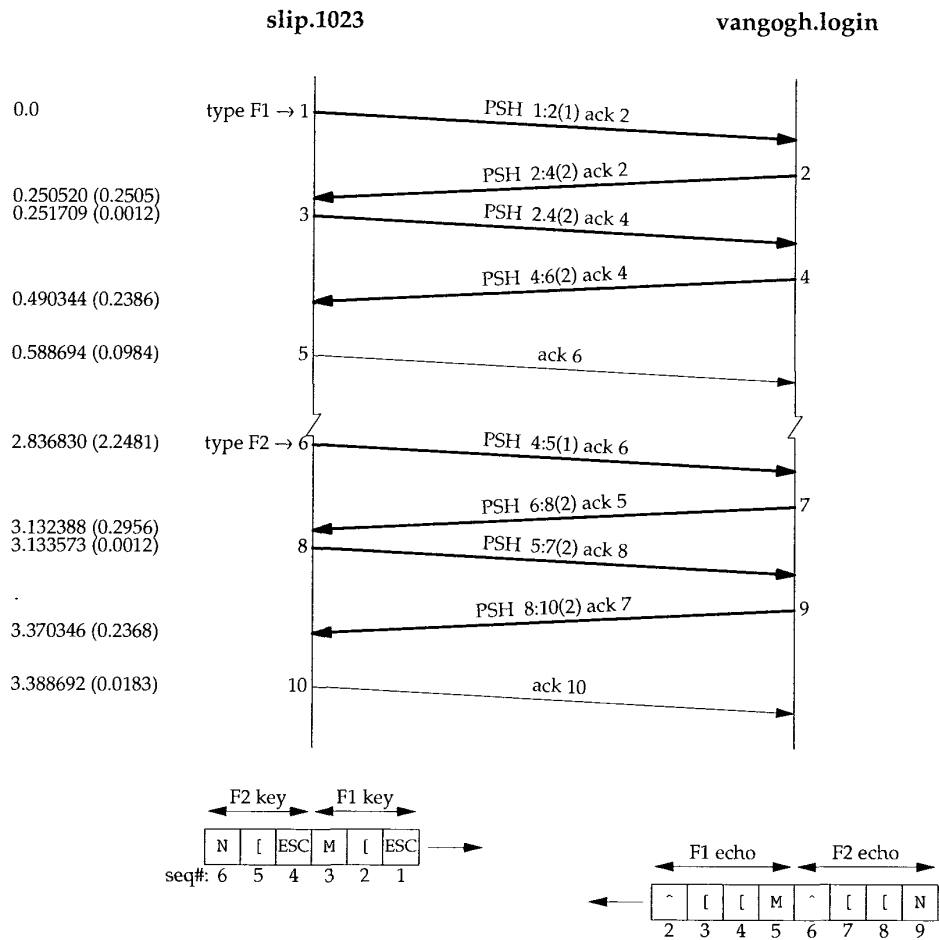 slip.1023 vangogh.login
0.0 type F1 → 1 PSH 1:2(1) ack 2
PSH 2:4(2) ack 2 2
0.250520 (0.2505)
0.251709 (0.0012) 3 PSH 2.4(2) ack 4
PSH 4:6(2) ack 4 4
0.490344 (0.2386)
0.588694 (0.0984) 5 ack 6
2.836830 (2.2481) type F2 → 6 PSH 4:5(1) ack 6
PSH 6:8(2) ack 5 7
3.132388 (0.2956)
3.133573 (0.0012) 8 PSH 5:7(2) ack 8
PSH 8:10(2) ack 7 9
3.370346 (0.2368)
3.388692 (0.0183) 10 ack 10
F2 key F1 key
N [ ESC M [ ESC
seq#: 6 5 4 3 2 1
F1 echo F2 echo
^ [ [ M ^ [ [ N
2 3 4 5 6 7 8 9